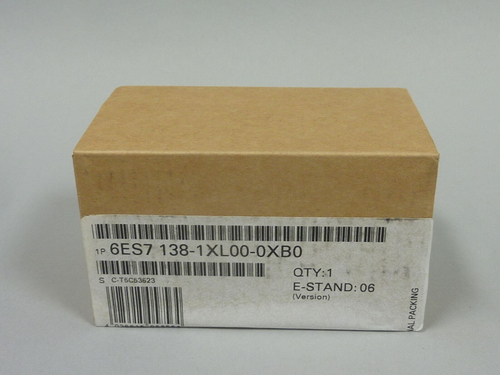 1P 6ES7 138-1XL00-0XB0
S C-T5C53623
QTY:1
E-STAND: 06
(Version)
NAL PACKING